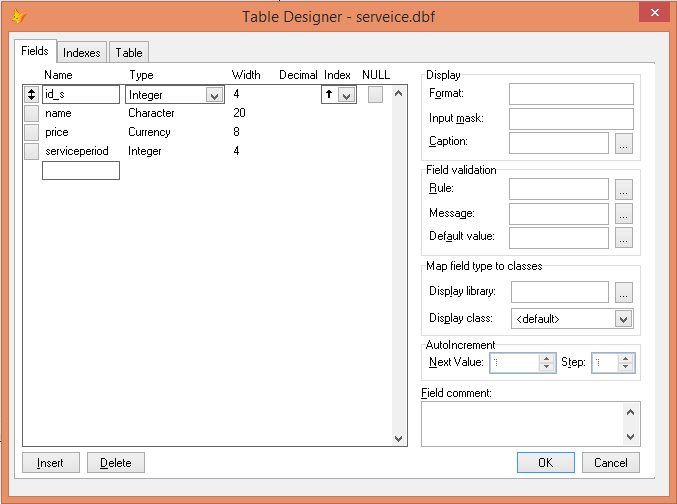 Table Designer - serveice.dbf
Fields Indexes Table
Name Type Width Decimal Index NULL
id_s Integer 4
name Character 20
price Currency 8
serviceperiod Integer 4
Display
Format:
Input mask:
Caption: ...
Field validation
Rule: ...
Message: ...
Default value: ...
Map field type to classes
Display library: ...
Display class: <default>
AutoIncrement
Next Value: 1 Step: 1
Field comment:
Insert Delete OK Cancel